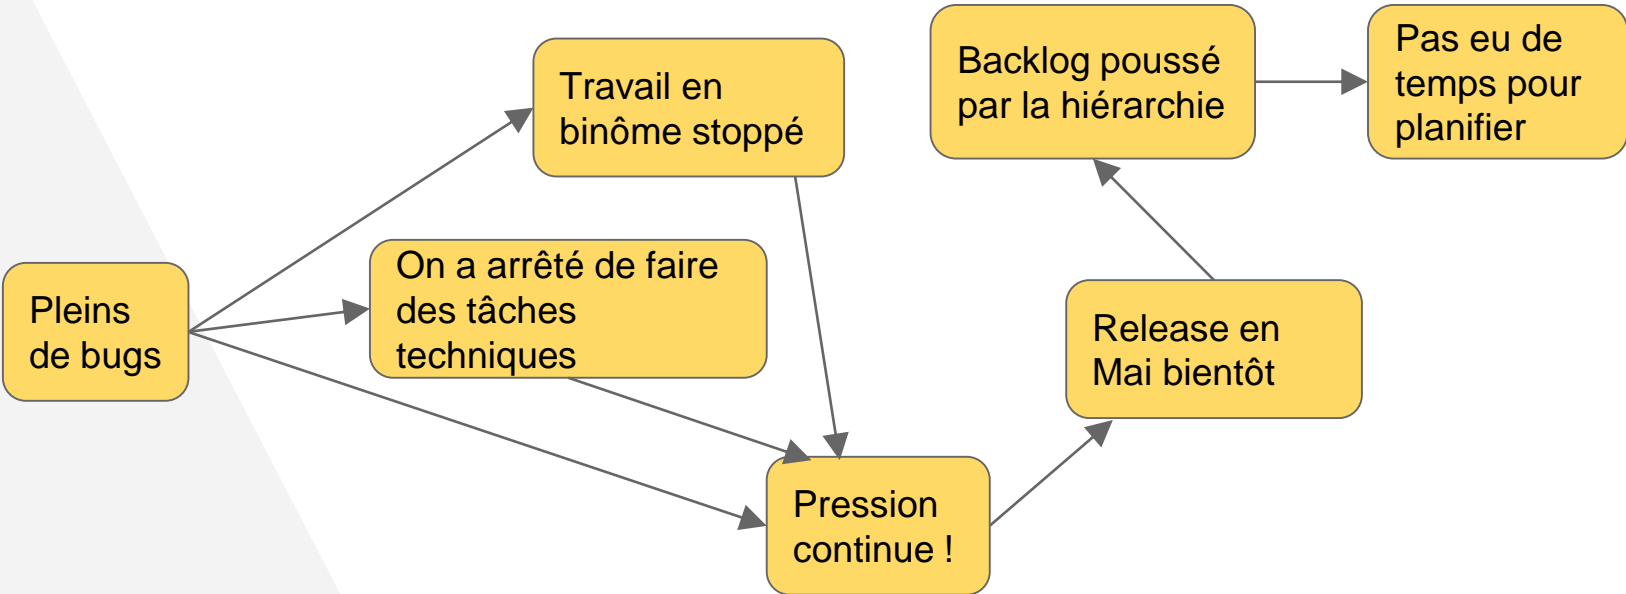 Pleins
de bugs
Travail en
binôme stoppé
On a arrêté de faire
des tâches
techniques
Pression
continue !
Release en
Mai bientôt
Backlog poussé
par la hiérarchie
Pas eu de
temps pour
planifier